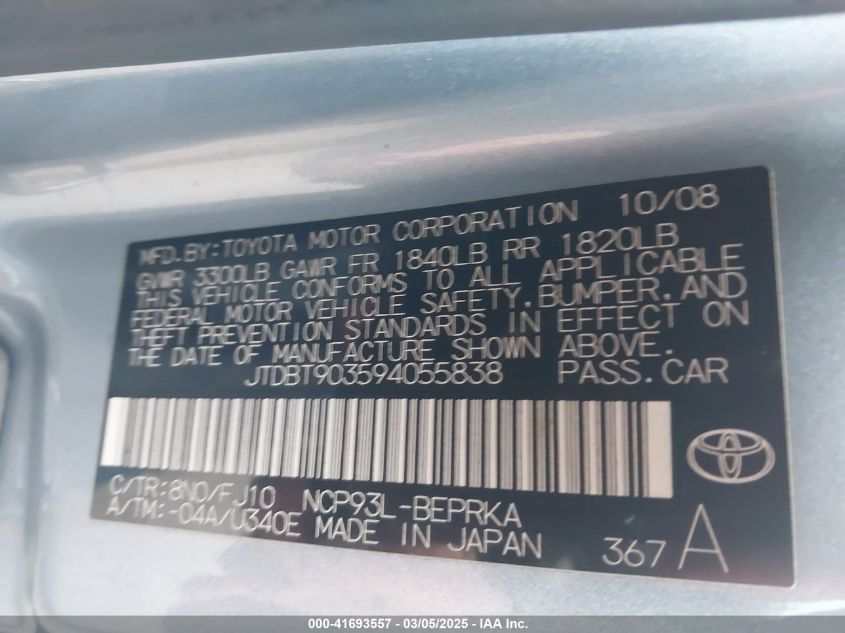 MFD.BY:TOYOTA MOTOR CORPORATION 10/08
GVWR 3300LB GAWR FR 1840LB RR 1820LB
THIS VEHICLE CONFORMS TO ALL APPLICABLE
FEDERAL MOTOR VEHICLE SAFETY,BUMPER,AND
THEFT PREVENTION STANDARDS IN EFFECT ON
THE DATE OF MANUFACTURE SHOWN ABOVE.
JTDBT903594055838 PASS.CAR
C/TR:8N0/FJ10 NCP93L-BEPRKA
A/TM:-04A/U340E MADE IN JAPAN 367 A
000-41693557 - 03/05/2025 - IAA Inc.